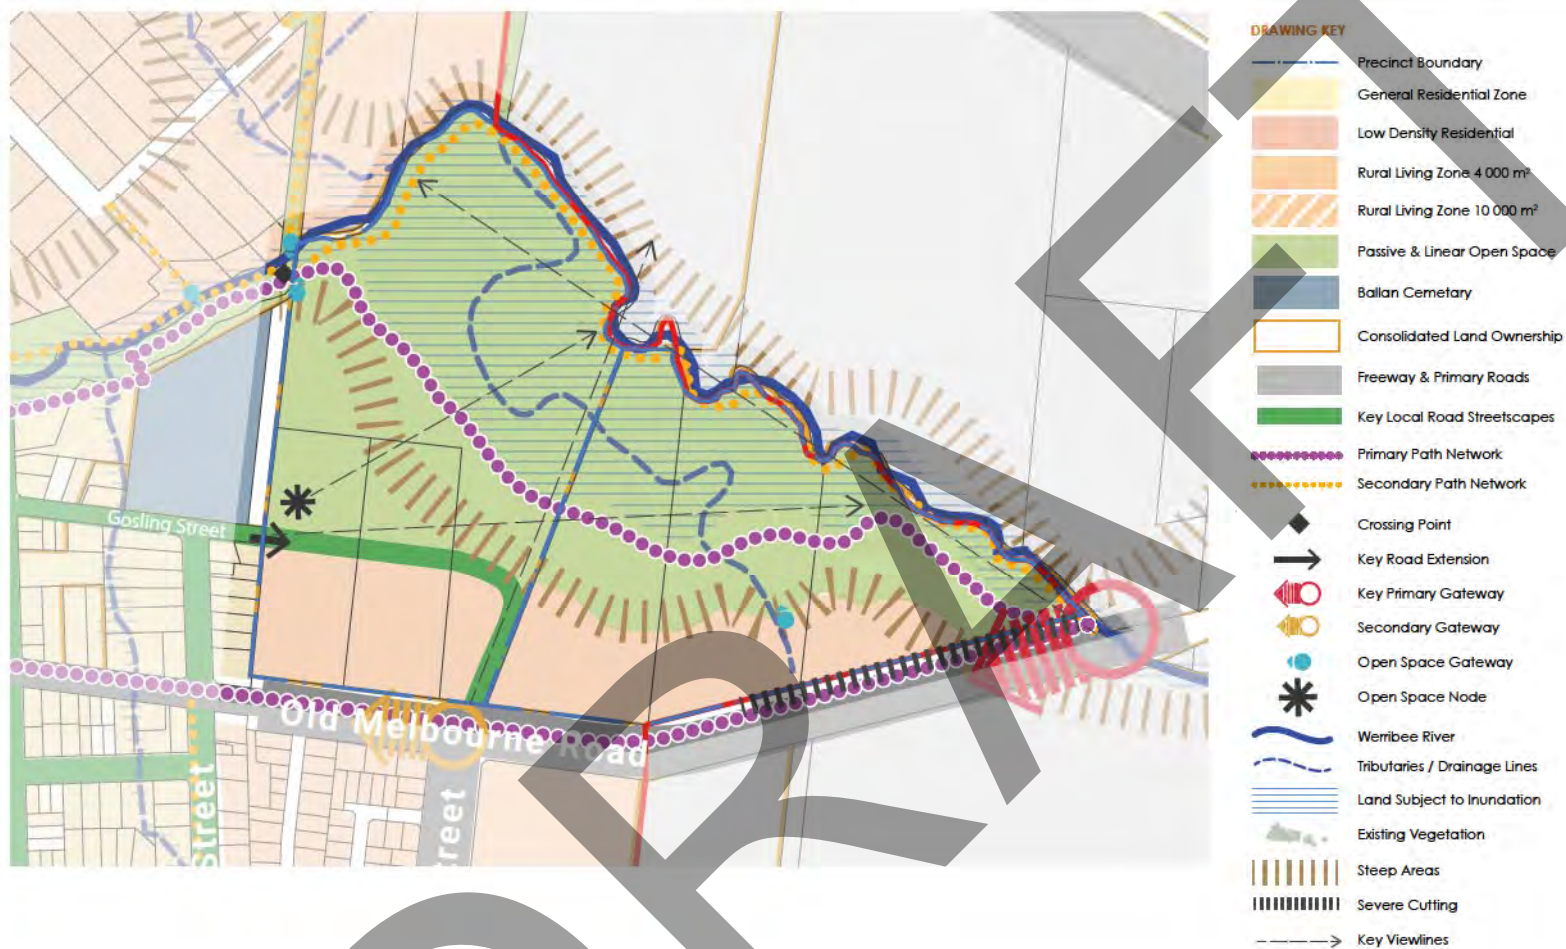 DRAWING KEY
Precinct Boundary
General Residential Zone
Low Density Residential
Rural Living Zone 4 000 m²
Rural Living Zone 10 000 m²
Passive & Linear Open Space
Ballan Cemetary
Consolidated Land Ownership
Freeway & Primary Roads
Key Local Road Streetscapes
Primary Path Network
Secondary Path Network
Crossing Point
Key Road Extension
Key Primary Gateway
Secondary Gateway
Open Space Gateway
Open Space Node
Werribee River
Tributaries / Drainage Lines
Land Subject to Inundation
Existing Vegetation
Steep Areas
Severe Cutting
Key Viewlines
Gosling Street
Old Melbourne Road
Street
treet